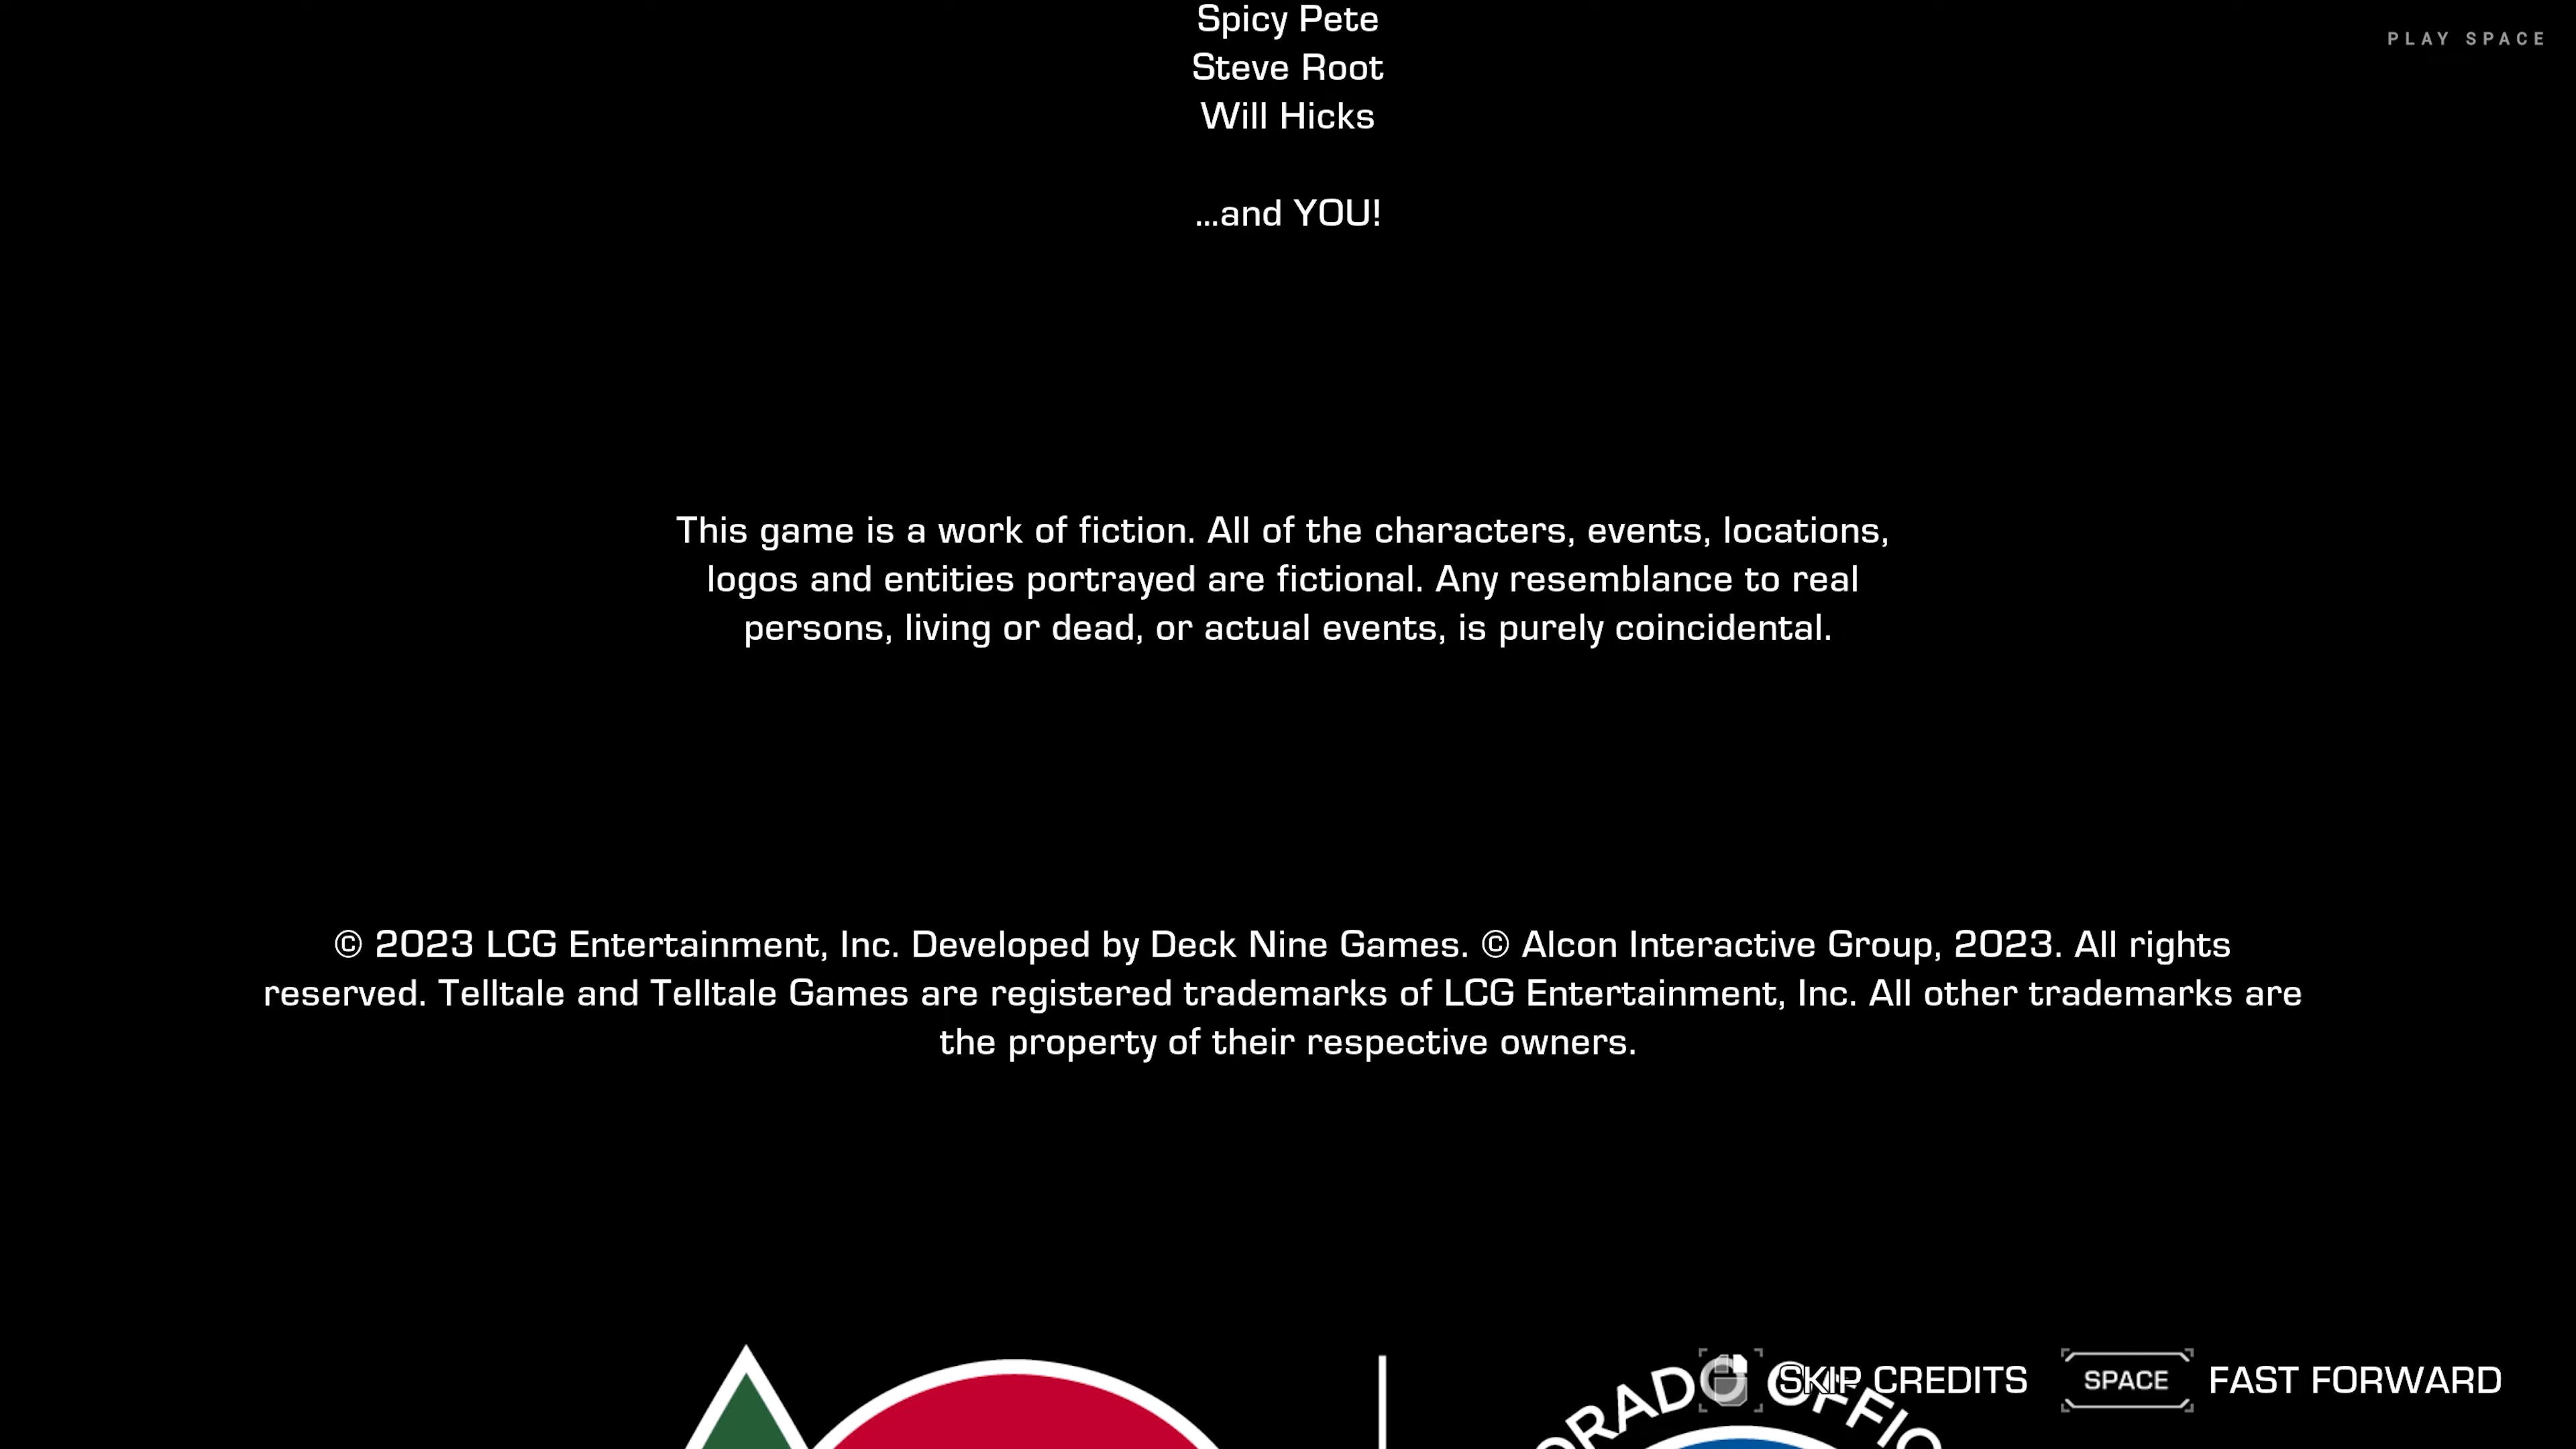 Spicy Pete
PLAY SPACE
Steve Root
Will Hicks
...and YOU!
This game is a work of fiction. All of the characters, events, locations,
logos and entities portrayed are fictional. Any resemblance to real
persons, living or dead, or actual events, is purely coincidental.
© 2023 LCG Entertainment, Inc. Developed by Deck Nine Games. © Alcon Interactive Group, 2023. All rights
reserved. Telltale and Telltale Games are registered trademarks of LCG Entertainment, Inc. All other trademarks are
the property of their respective owners.
SKIP CREDITS SPACE FAST FORWARD